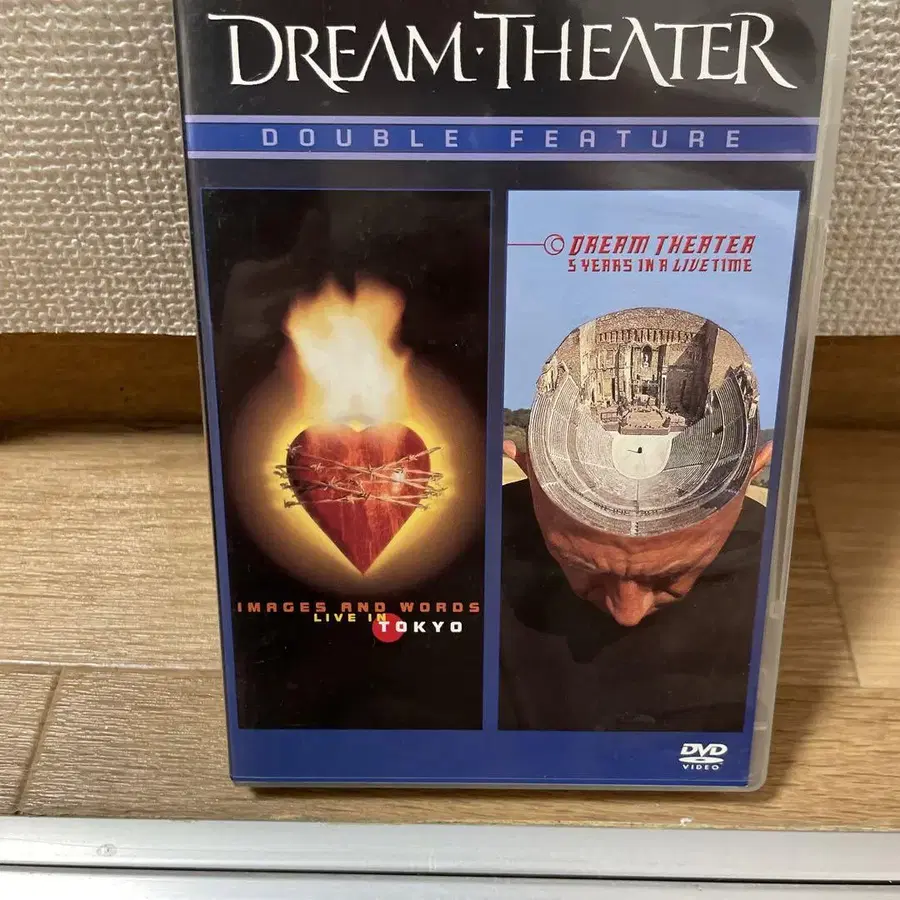 DREAM·THEATER
DOUBLE FEATURE
IMAGES AND WORDS
LIVE IN
TOKYO
© DREAM THEATER
5 YEARS IN A LIVETIME
DVD
VIDEO